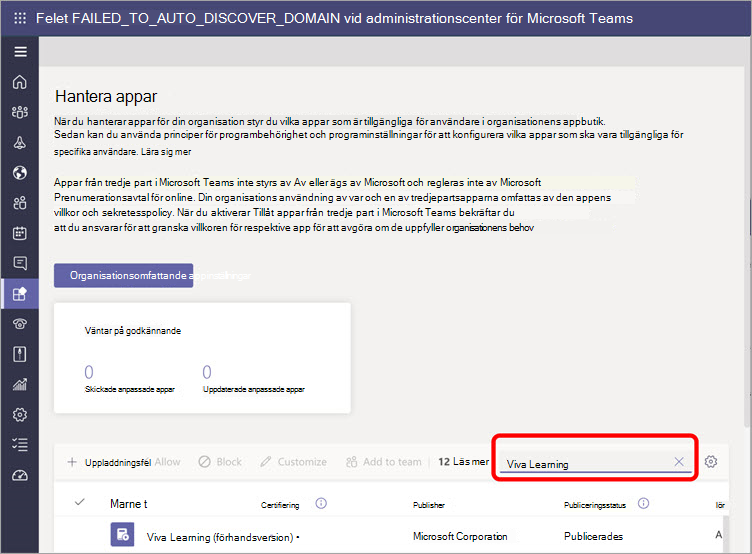 Felet FAILED_TO_AUTO_DISCOVER_DOMAIN vid administrationscenter för Microsoft Teams
Hantera appar
När du hanterar appar för din organisation styr du vilka appar som är tillgängliga för användare i organisationens appbutik.
Sedan kan du använda principer för programbehörighet och programinställningar för att konfigurera vilka appar som ska vara tillgängliga för
specifika användare. Lära sig mer
Appar från tredje part i Microsoft Teams inte styrs av Av eller ägs av Microsoft och regleras inte av Microsoft
Prenumerationsavtal för online. Din organisations användning av var och en av tredjepartsapparna omfattas av den appens
villkor och sekretesspolicy. När du aktiverar Tillåt appar från tredje part i Microsoft Teams bekräftar du
att du ansvarar för att granska villkoren för respektive app för att avgöra om de uppfyller organisationens behov
Organisationsomfattande appinställningar
Väntar på godkännande
0 0
Skickade anpassade appar Uppdaterade anpassade appar
Uppladdningsfel Allow Block Customize Add to team 12 Läs mer Viva Learning
Marne t Certifiering Publisher Publiceringsstatus
Viva Learning (förhandsversion) • Microsoft Corporation Publicerades A